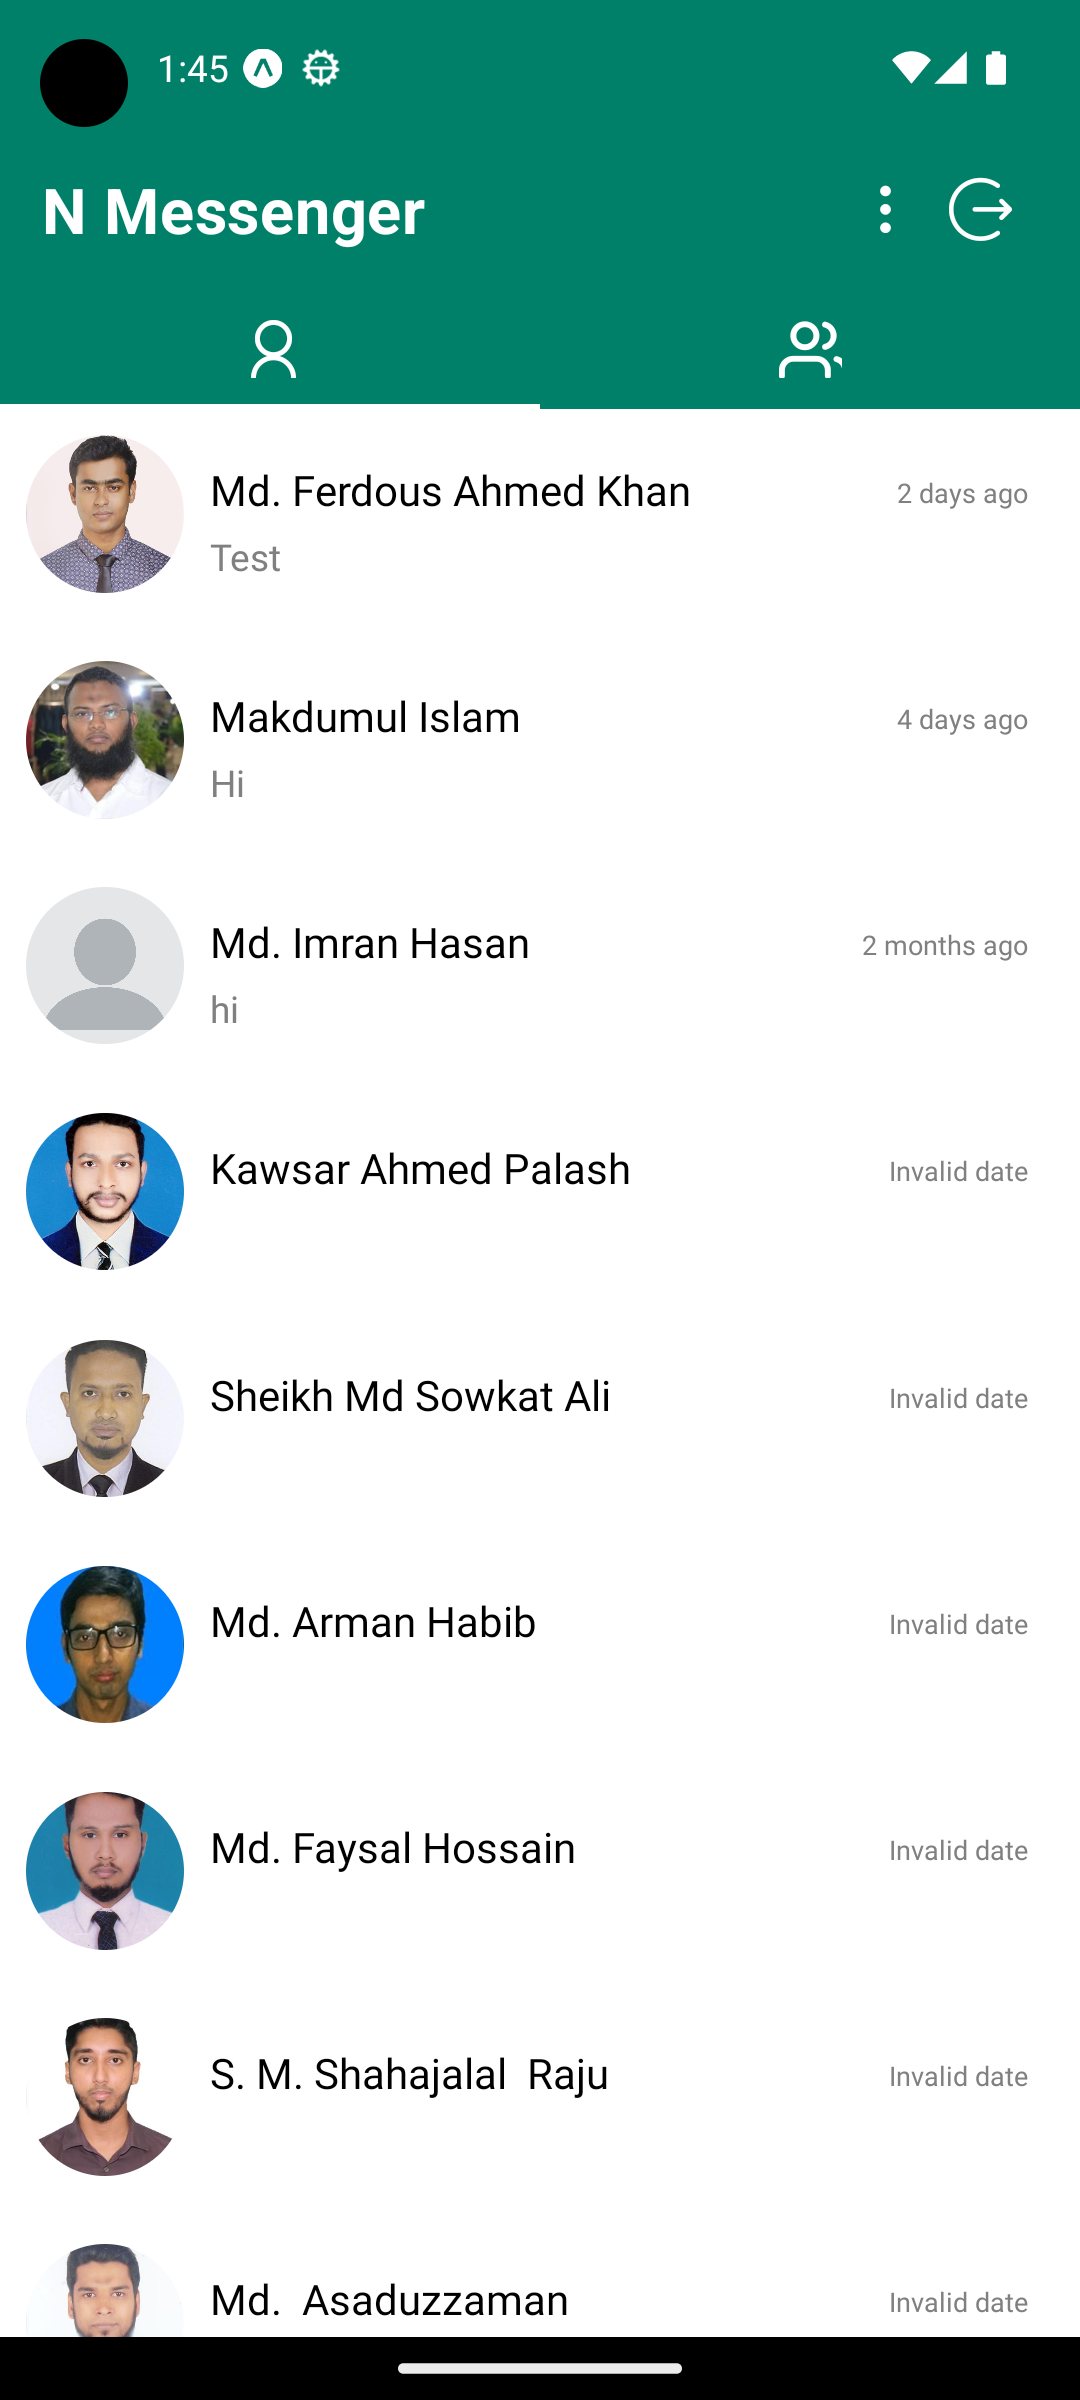 1:45
N Messenger
Md. Ferdous Ahmed Khan
2 days ago
Test
Makdumul Islam
4 days ago
Hi
Md. Imran Hasan
2 months ago
hi
Kawsar Ahmed Palash
Invalid date
Sheikh Md Sowkat Ali
Invalid date
Md. Arman Habib
Invalid date
Md. Faysal Hossain
Invalid date
S. M. Shahajalal  Raju
Invalid date
Md.  Asaduzzaman
Invalid date